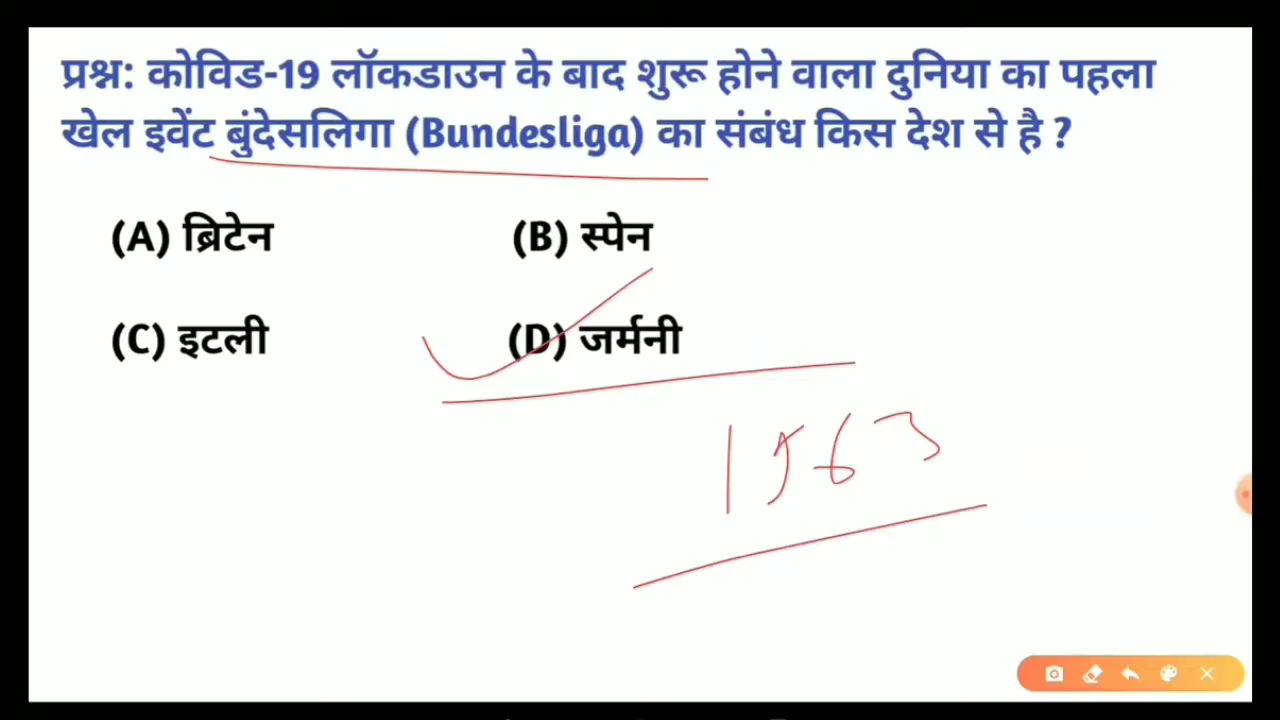 प्रश्न: कोविड-19 लॉकडाउन के बाद शुरू होने वाला दुनिया का पहला
खेल इवेंट बुंदेसलिगा (Bundesliga) का संबंध किस देश से है ?
(A) ब्रिटेन (B) स्पेन
(C) इटली (D) जर्मनी
1963